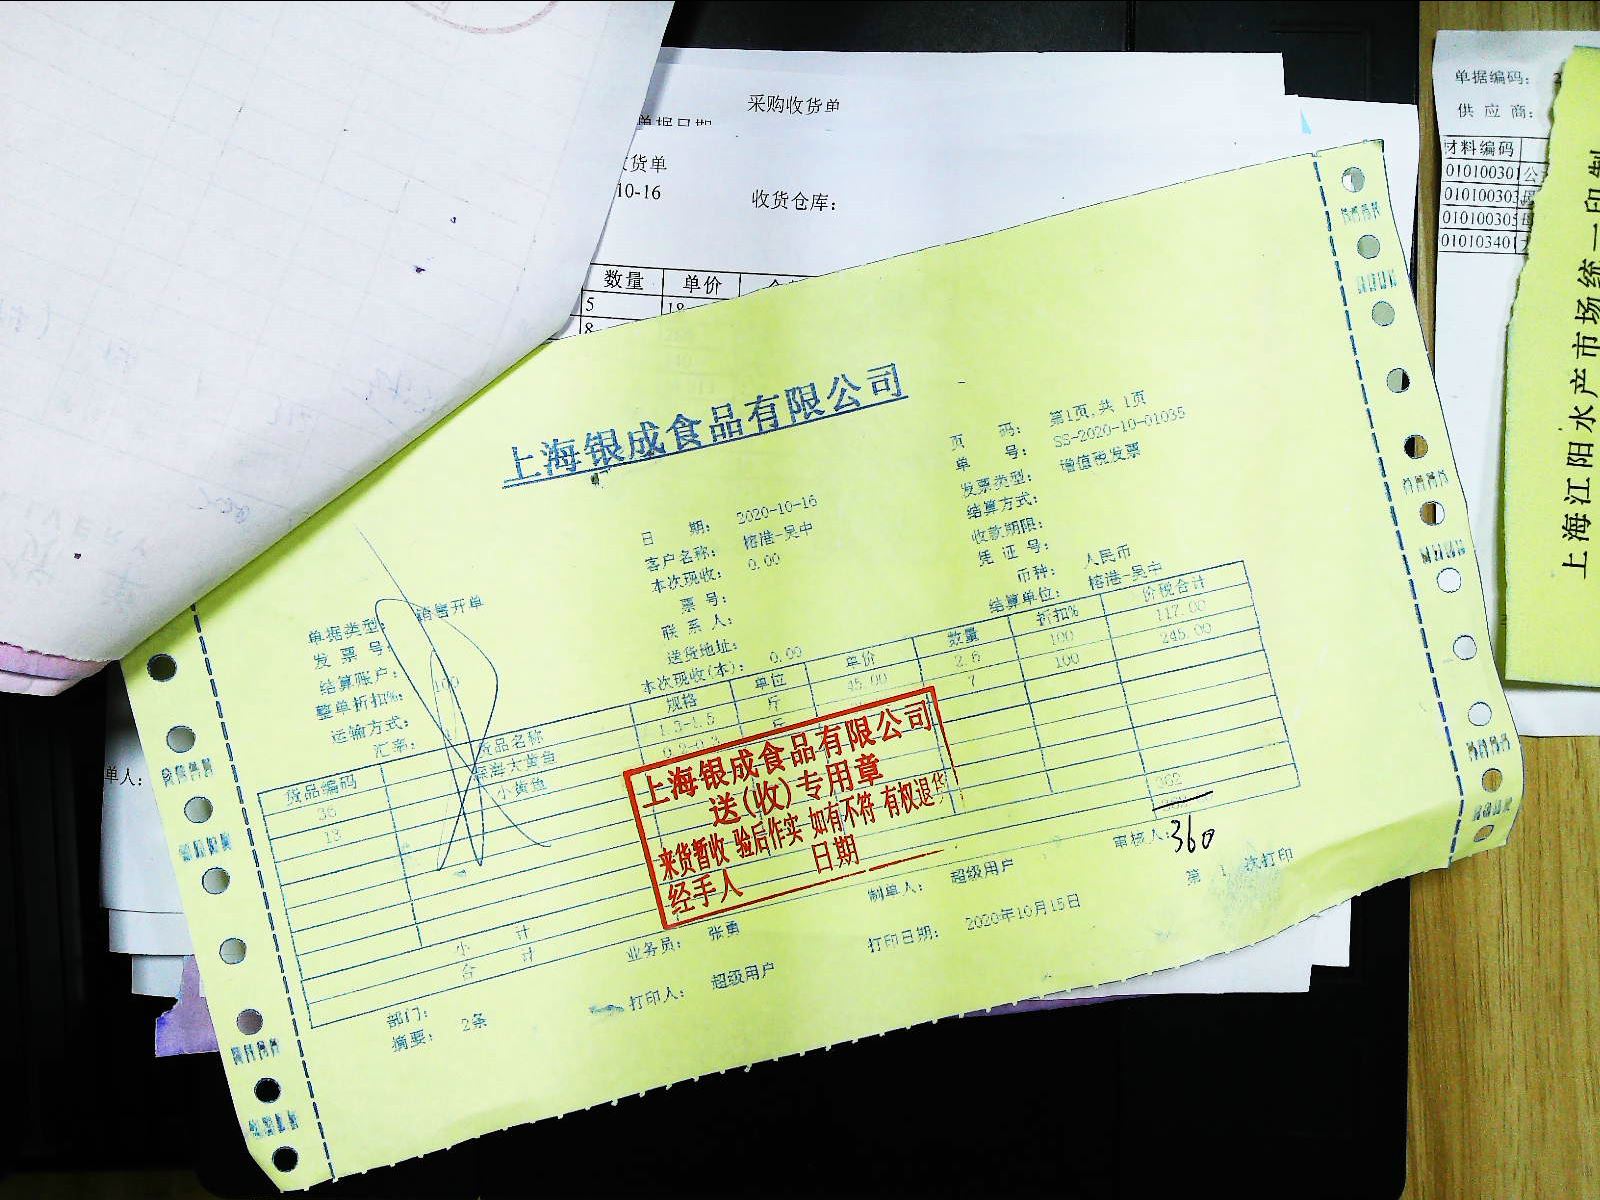 采购收货单
单据日期
货单
10-16
收货仓库:
数量 单价
5 18
8
单据编码:
供 应 商:
材料编码
010100301
010100303
010100305
010103401
上海江阳水产市场统一印制
上海银成食品有限公司
页 码: 第1页,共 1页
单 号: SS-2020-10-01035
发票类型: 增值税发票
结算方式:
收款期限:
凭 证 号:
币种: 人民币
结算单位: 榕港-吴中
日 期: 2020-10-16
客户名称: 榕港-吴中
本次现收: 0.00
票 号:
联 系 人:
送货地址:
本次现收(本): 0.00
单据类型: 销售开单
发 票 号:
结算账户:
整单折扣%: 100
运输方式:
汇率:
货品编码 货品名称 规格 单位 单价 数量 折扣% 价税合计
36 深海大黄鱼 1.3-1.5 斤 45.00 2.6 100 117.00
13 小黄鱼 斤 7 100 245.00
小 计 362
合 计
360
上海银成食品有限公司
送(收)专用章
来货暂收 验后作实 如有不符 有权退货
经手人 日期
部门: 业务员: 张勇 制单人: 超级用户 审核人:
摘要: 2条 打印人: 超级用户 打印日期: 2020年10月15日 第 1 次打印
单人: